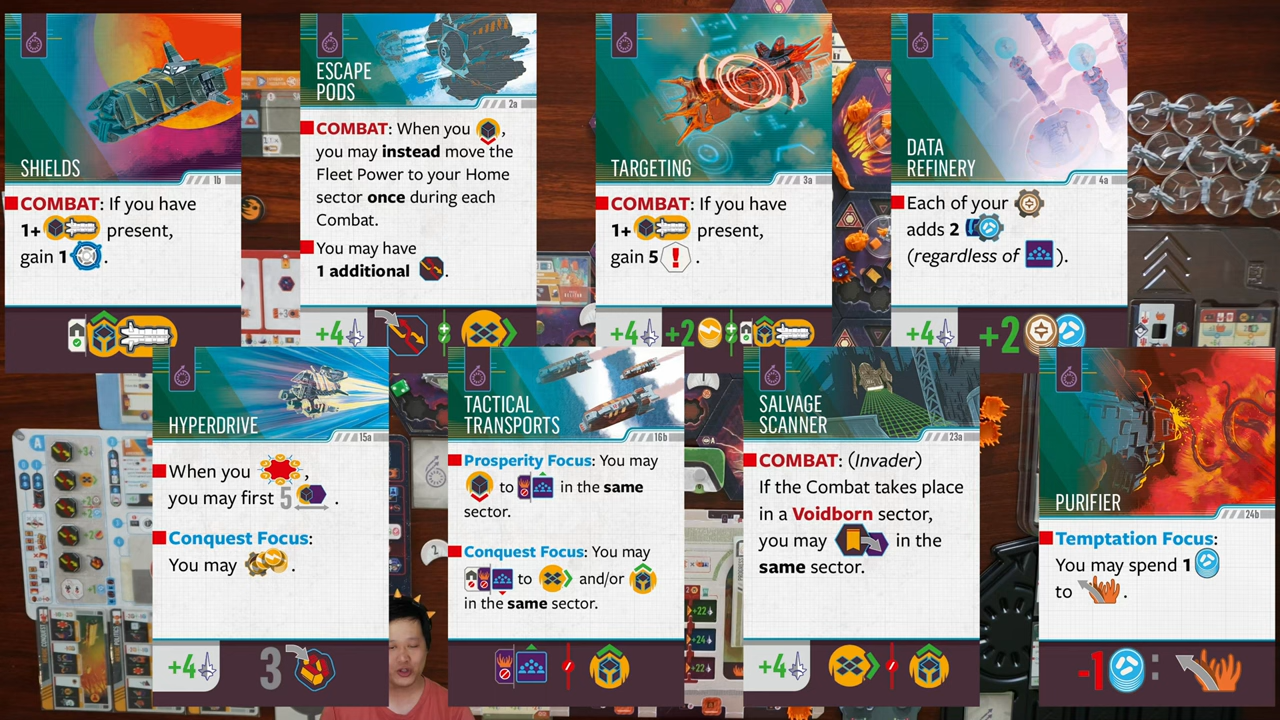 SHIELDS
1b
COMBAT: If you have
1+ present,
gain 1 .
ESCAPE
PODS
2a
COMBAT: When you ,
you may instead move the
Fleet Power to your Home
sector once during each
Combat.
You may have
1 additional .
+4
TARGETING
3a
COMBAT: If you have
1+ present,
gain 5 ! .
+4 +2
DATA
REFINERY
4a
Each of your
adds 2
(regardless of ).
+4 +2
HYPERDRIVE
15a
When you ,
you may first 5 .
Conquest Focus:
You may .
+4 3
TACTICAL
TRANSPORTS
16b
Prosperity Focus: You may
to in the same
sector.
Conquest Focus: You may
to and/or
in the same sector.
SALVAGE
SCANNER
23a
COMBAT: (Invader)
If the Combat takes place
in a Voidborn sector,
you may in the
same sector.
+4
PURIFIER
24b
Temptation Focus:
You may spend 1
to .
-1 :
A
2
+22
+24
+22